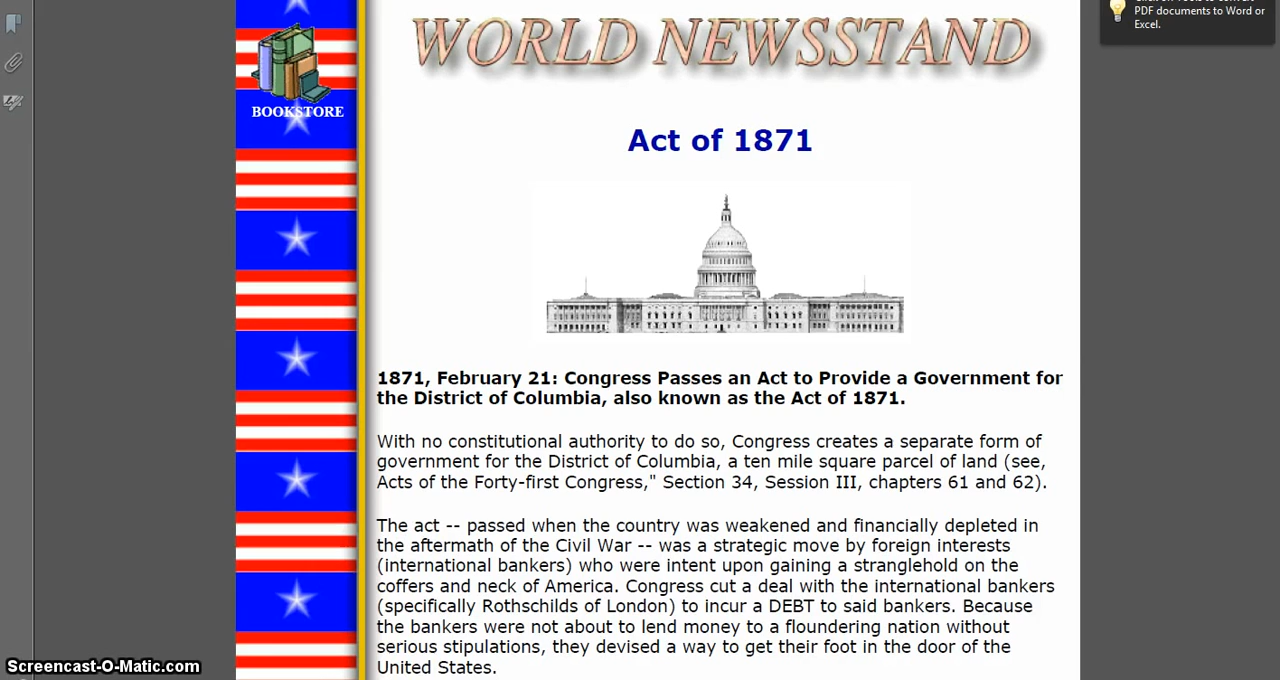 WORLD NEWSSTAND
PDF documents to Word or
Excel.
BOOKSTORE
Act of 1871
1871, February 21: Congress Passes an Act to Provide a Government for
the District of Columbia, also known as the Act of 1871.
With no constitutional authority to do so, Congress creates a separate form of
government for the District of Columbia, a ten mile square parcel of land (see,
Acts of the Forty-first Congress," Section 34, Session III, chapters 61 and 62).
The act -- passed when the country was weakened and financially depleted in
the aftermath of the Civil War -- was a strategic move by foreign interests
(international bankers) who were intent upon gaining a stranglehold on the
coffers and neck of America. Congress cut a deal with the international bankers
(specifically Rothschilds of London) to incur a DEBT to said bankers. Because
the bankers were not about to lend money to a floundering nation without
serious stipulations, they devised a way to get their foot in the door of the
United States.
Screencast-O-Matic.com